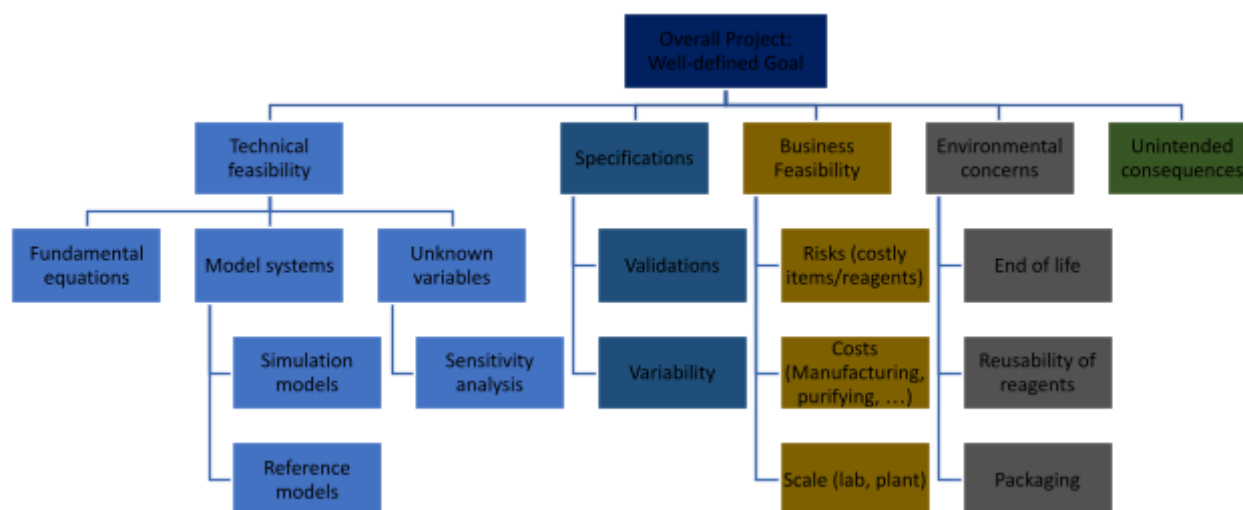 Overall Project:
Well-defined Goal
Technical
feasibility
Specifications
Business
Feasibility
Environmental
concerns
Unintended
consequences
Fundamental
equations
Model systems
Unknown
variables
Validations
Risks (costly
items/reagents)
End of life
Simulation
models
Sensitivity
analysis
Variability
Costs
(Manufacturing,
purifying, ...)
Reusability of
reagents
Reference
models
Scale (lab, plant)
Packaging